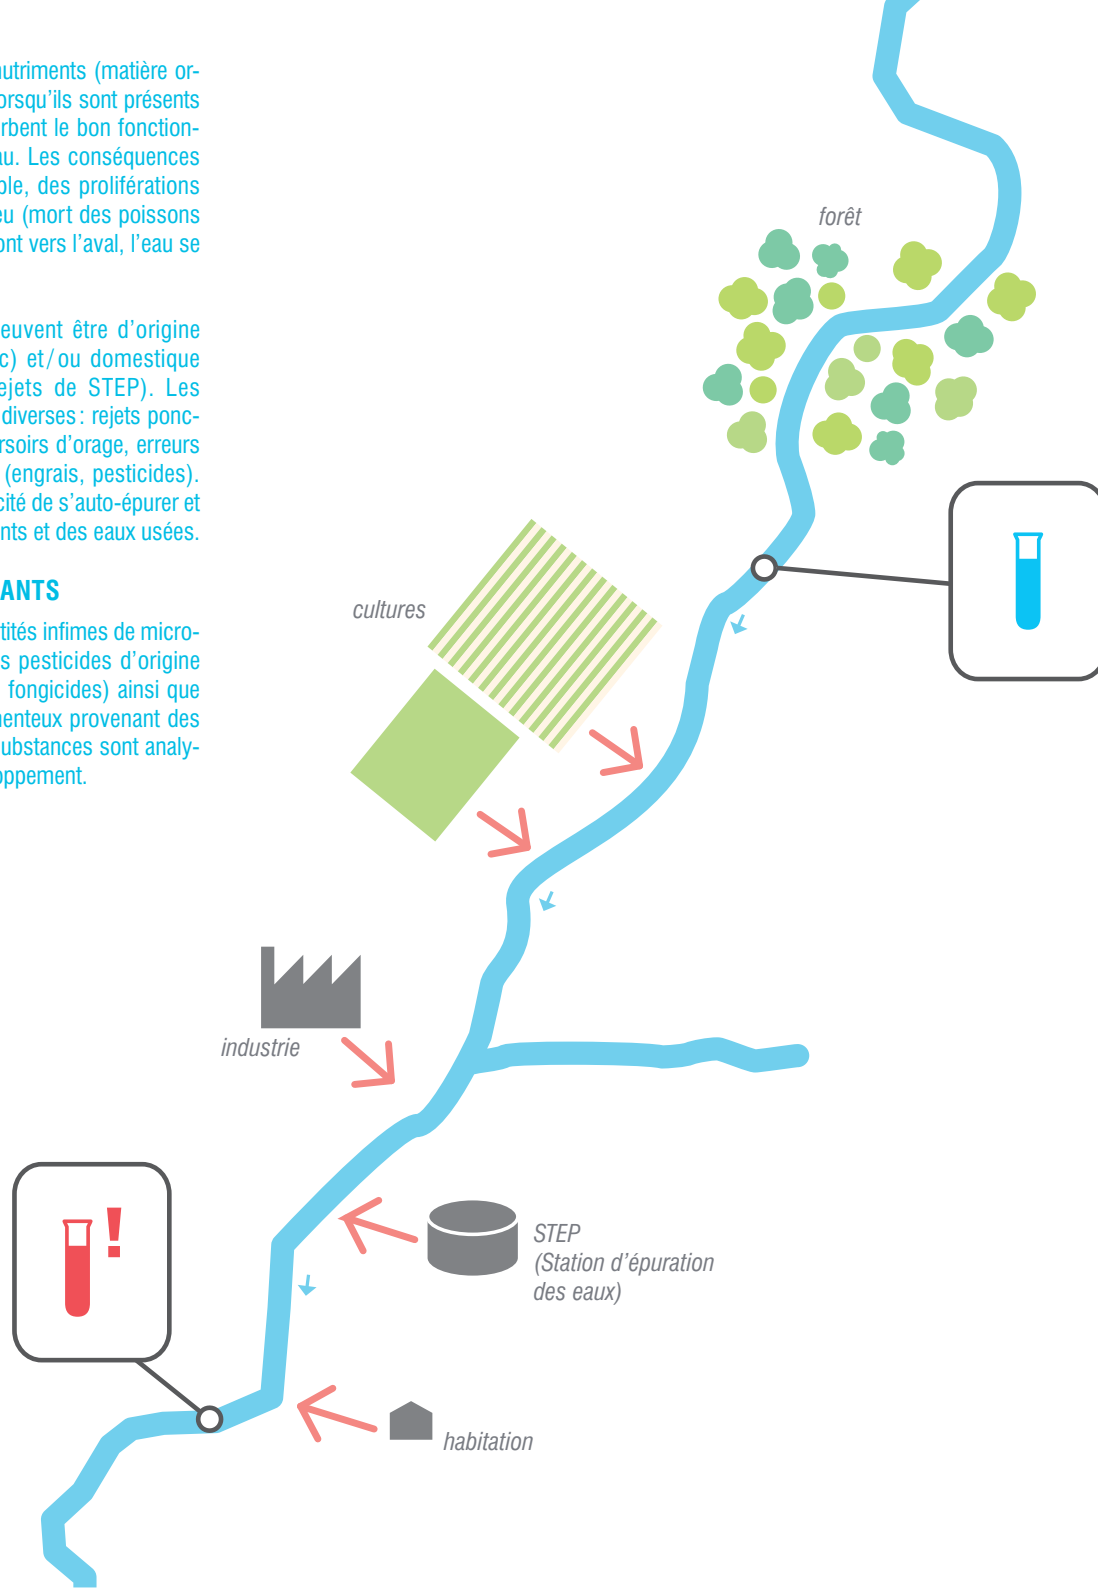 nutriments (matière or-
lorsqu'ils sont présents
rbent le bon fonction-
au. Les conséquences
ple, des proliférations
eu (mort des poissons
ont vers l'aval, l'eau se
euvent être d'origine
c) et/ou domestique
ejets de STEP). Les
diverses : rejets ponc-
rsoirs d'orage, erreurs
(engrais, pesticides).
cité de s'auto-épurer et
nts et des eaux usées.
ANTS
tités infimes de micro-
s pesticides d'origine
fongicides) ainsi que
nenteux provenant des
ubstances sont analy-
oppement.
forêt
cultures
industrie
!
STEP
(Station d'épuration
des eaux)
habitation